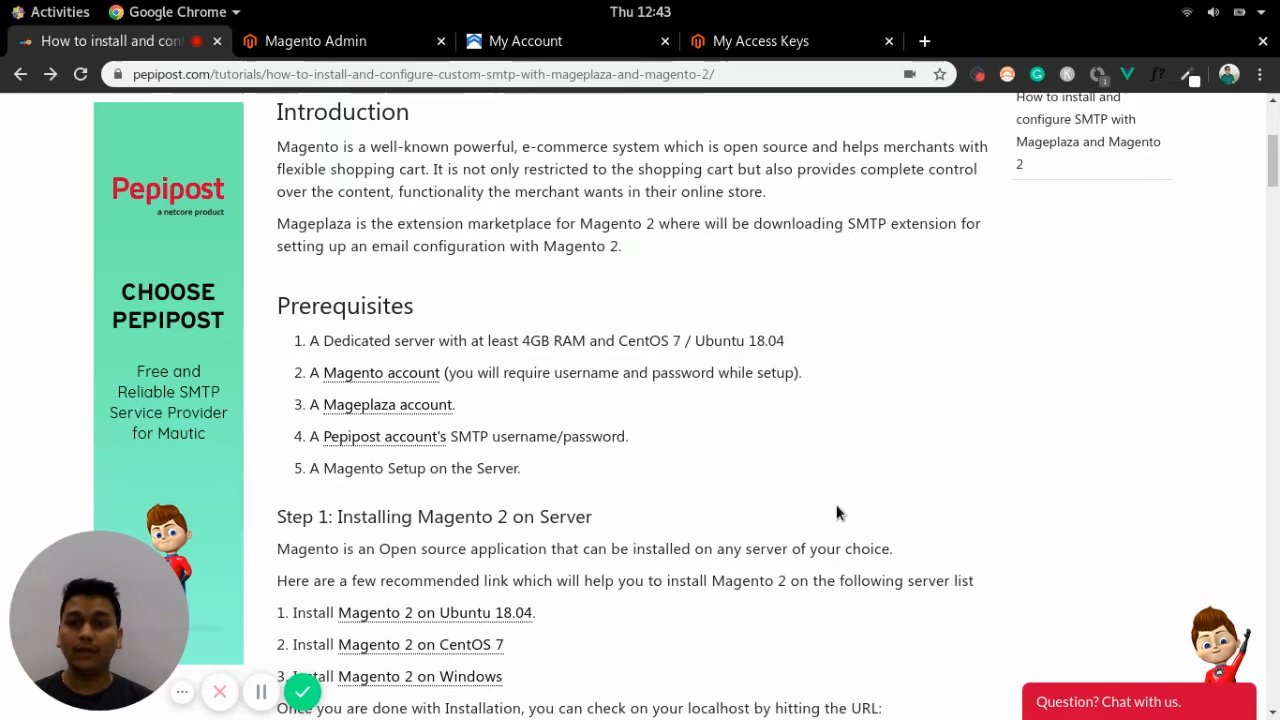 Activities
Google Chrome
Thu 12:43
How to install and con
Magento Admin
My Account
My Access Keys
pepipost.com/tutorials/how-to-install-and-configure-custom-smtp-with-mageplaza-and-magento-2/
Pepipost
a netcore product
CHOOSE
PEPIPOST
Free and
Reliable SMTP
Service Provider
for Mautic
Introduction
Magento is a well-known powerful, e-commerce system which is open source and helps merchants with
flexible shopping cart. It is not only restricted to the shopping cart but also provides complete control
over the content, functionality the merchant wants in their online store.
Mageplaza is the extension marketplace for Magento 2 where will be downloading SMTP extension for
setting up an email configuration with Magento 2.
Prerequisites
1. A Dedicated server with at least 4GB RAM and CentOS 7 / Ubuntu 18.04
2. A Magento account (you will require username and password while setup).
3. A Mageplaza account.
4. A Pepipost account's SMTP username/password.
5. A Magento Setup on the Server.
Step 1: Installing Magento 2 on Server
Magento is an Open source application that can be installed on any server of your choice.
Here are a few recommended link which will help you to install Magento 2 on the following server list
1. Install Magento 2 on Ubuntu 18.04.
2. Install Magento 2 on CentOS 7
3. Install Magento 2 on Windows
Once you are done with Installation, you can check on your localhost by hitting the URL:
How to install and
configure SMTP with
Mageplaza and Magento
2
Question? Chat with us.